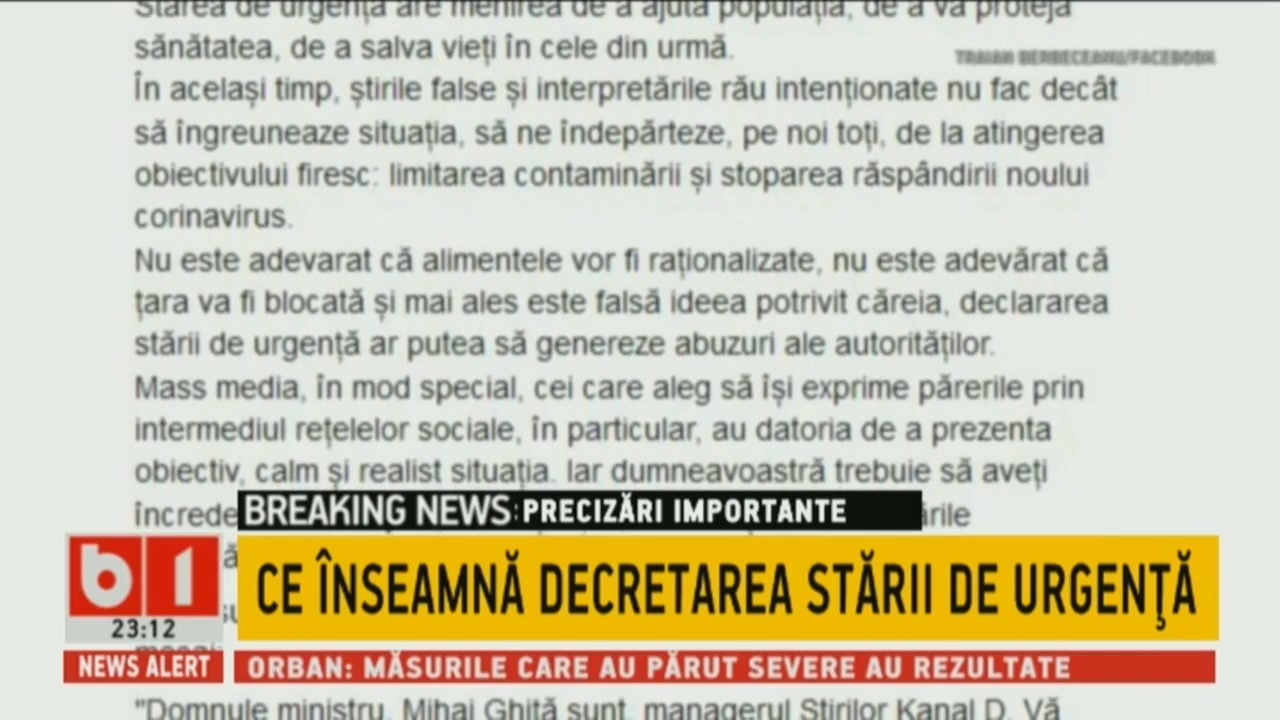 Starea de urgență are menirea de a ajuta populația, de a vă proteja
sănătatea, de a salva vieți în cele din urmă.
TRAIAN BERBECEANU/FACEBOOK
În același timp, știrile false și interpretările rău intenționate nu fac decât
să îngreuneaze situația, să ne îndepărteze, pe noi toți, de la atingerea
obiectivului firesc: limitarea contaminării și stoparea răspândirii noului
corinavirus.
Nu este adevarat că alimentele vor fi raționalizate, nu este adevărat că
țara va fi blocată și mai ales este falsă ideea potrivit căreia, declararea
stării de urgență ar putea să genereze abuzuri ale autorităților.
Mass media, în mod special, cei care aleg să își exprime părerile prin
intermediul rețelelor sociale, în particular, au datoria de a prezenta
obiectiv, calm și realist situația. Iar dumneavoastră trebuie să aveți
BREAKING NEWS: PRECIZĂRI IMPORTANTE
b1
CE ÎNSEAMNĂ DECRETAREA STĂRII DE URGENŢĂ
23:12
NEWS ALERT
ORBAN: MĂSURILE CARE AU PĂRUT SEVERE AU REZULTATE
"Domnule ministru, Mihai Ghiță sunt, managerul Știrilor Kanal D. Vă